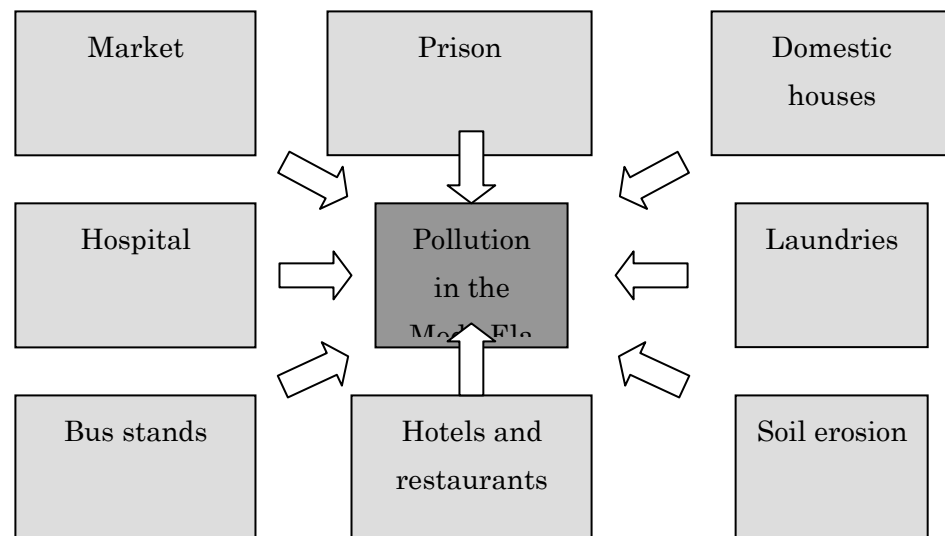 Market
Prison
Domestic
houses
Hospital
Pollution
in the
Laundries
Bus stands
Hotels and
restaurants
Soil erosion